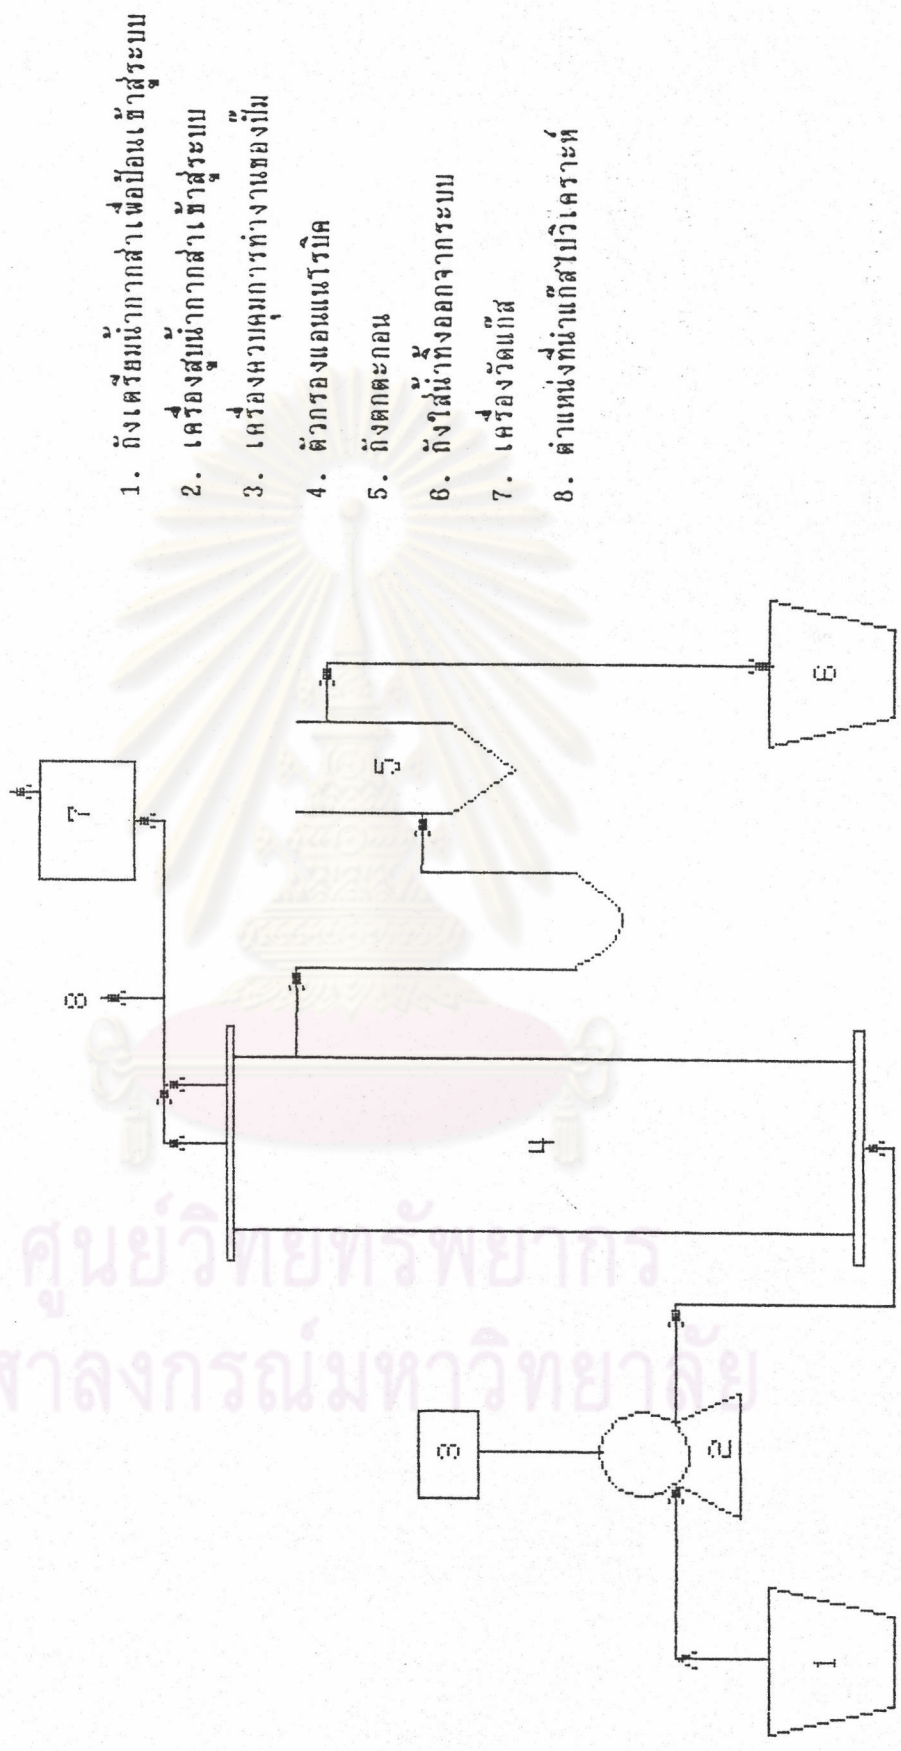 1. ถังเตรียมน้ำกากส่าเพื่อป้อนเข้าสู่ระบบ
2. เครื่องสูบน้ำกากส่าเข้าสู่ระบบ
3. เครื่องควบคุมการทำงานของปั๊ม
4. ตัวกรองแอนแนโรบิค
5. ถังตกตะกอน
6. ถังใส่น้ำทิ้งออกจากระบบ
7. เครื่องวัดแก๊ส
8. ตำแหน่งที่นำแก๊สไปวิเคราะห์
1
2
3
4
5
6
7
8
ศูนย์วิทยทรัพยากร
ฬาลงกรณ์มหาวิทยาลัย